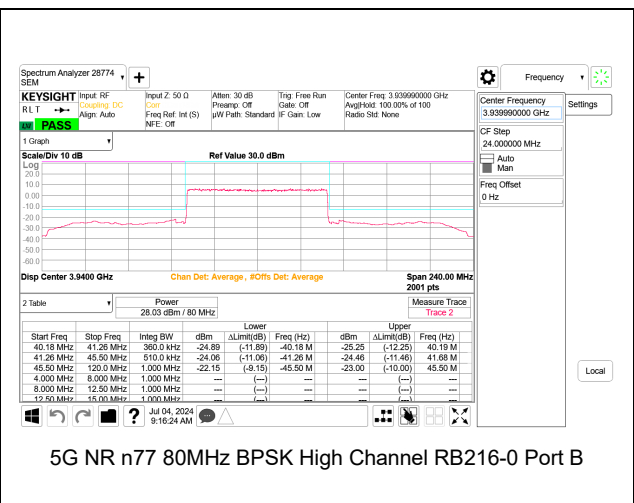 Spectrum Analyzer 28774
SEM
Frequency
KEYSIGHT
RLT
PASS
Input: RF
Coupling: DC
Align: Auto
Input Z: 50 Ω
Corr
Freq Ref: Int (S)
NFE: Off
Atten: 30 dB
Preamp: Off
µW Path: Standard
Trig: Free Run
Gate: Off
IF Gain: Low
Center Freq: 3.939990000 GHz
Avg|Hold: 100.00% of 100
Radio Std: None
Center Frequency
3.939990000 GHz
Settings
CF Step
24.000000 MHz
Auto
Man
Freq Offset
0 Hz
Local
1 Graph
Scale/Div 10 dB
Ref Value 30.0 dBm
Log
20.0
10.0
0.00
-10.0
-20.0
-30.0
-40.0
-50.0
-60.0
Disp Center 3.9400 GHz
Chan Det: Average , #Offs Det: Average
Span 240.00 MHz
2001 pts
2 Table
Power
28.03 dBm / 80 MHz
Measure Trace
Trace 2
Lower Upper
Start Freq Stop Freq Integ BW dBm ΔLimit(dB) Freq (Hz) dBm ΔLimit(dB) Freq (Hz)
40.18 MHz 41.26 MHz 360.0 kHz -24.89 (-11.89) -40.18 M -25.25 (-12.25) 40.19 M
41.26 MHz 45.50 MHz 510.0 kHz -24.06 (-11.06) -41.26 M -24.46 (-11.46) 41.68 M
45.50 MHz 120.0 MHz 1.000 MHz -22.15 (-9.15) -45.50 M -23.00 (-10.00) 45.50 M
4.000 MHz 8.000 MHz 1.000 MHz --- (---) --- --- (---) ---
8.000 MHz 12.50 MHz 1.000 MHz --- (---) --- --- (---) ---
12.50 MHz 15.00 MHz 1.000 MHz --- (---) --- --- (---) ---
Jul 04, 2024
9:16:24 AM
5G NR n77 80MHz BPSK High Channel RB216-0 Port B